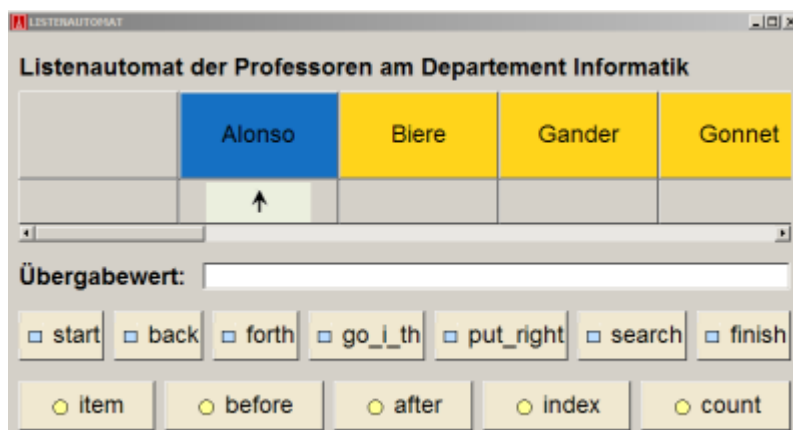 LISTENAUTOMAT
Listenautomat der Professoren am Departement Informatik
Alonso Biere Gander Gonnet
Übergabewert:
start back forth go_i_th put_right search finish
item before after index count